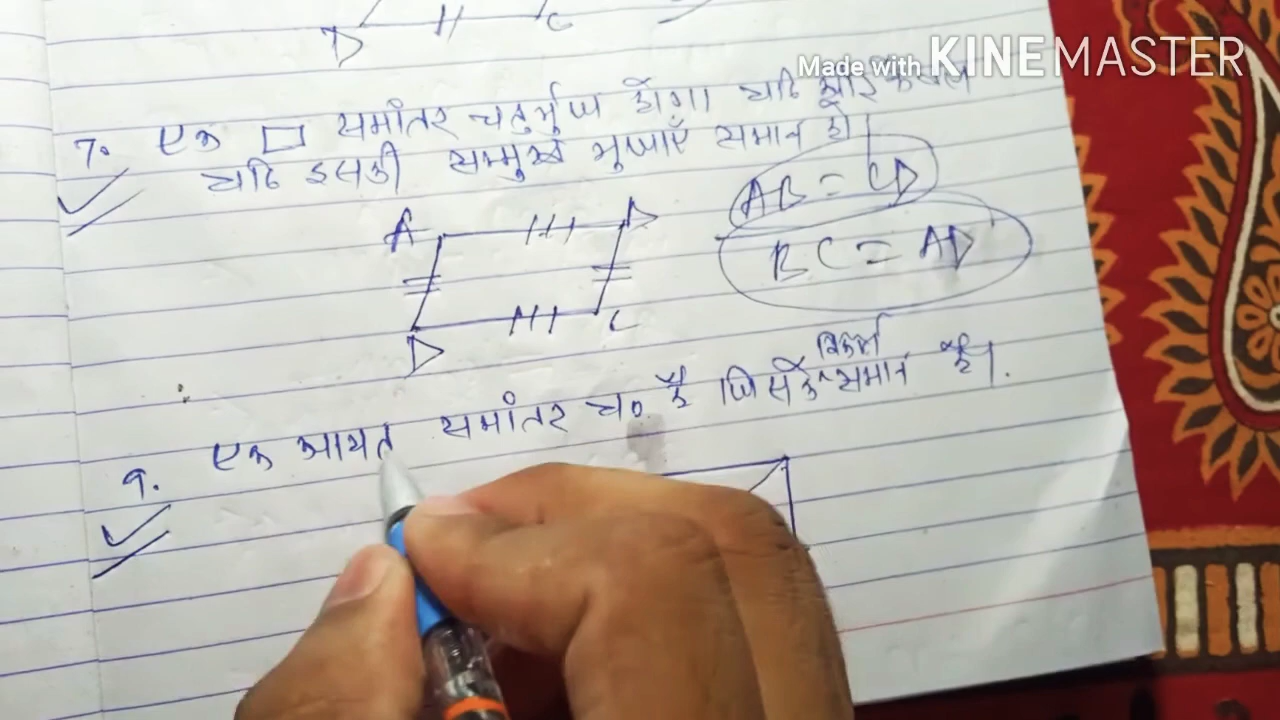 D C
Made with KINEMASTER
7. एक □ समांतर चतुर्भुज होगा यदि और केवल
यदि इसकी सम्मुख भुजाएँ समान हो
AB = CD
BC = AD
A B
D C
विकर्ण
9. एक आयत समांतर च० है जिसके ^ समान है।